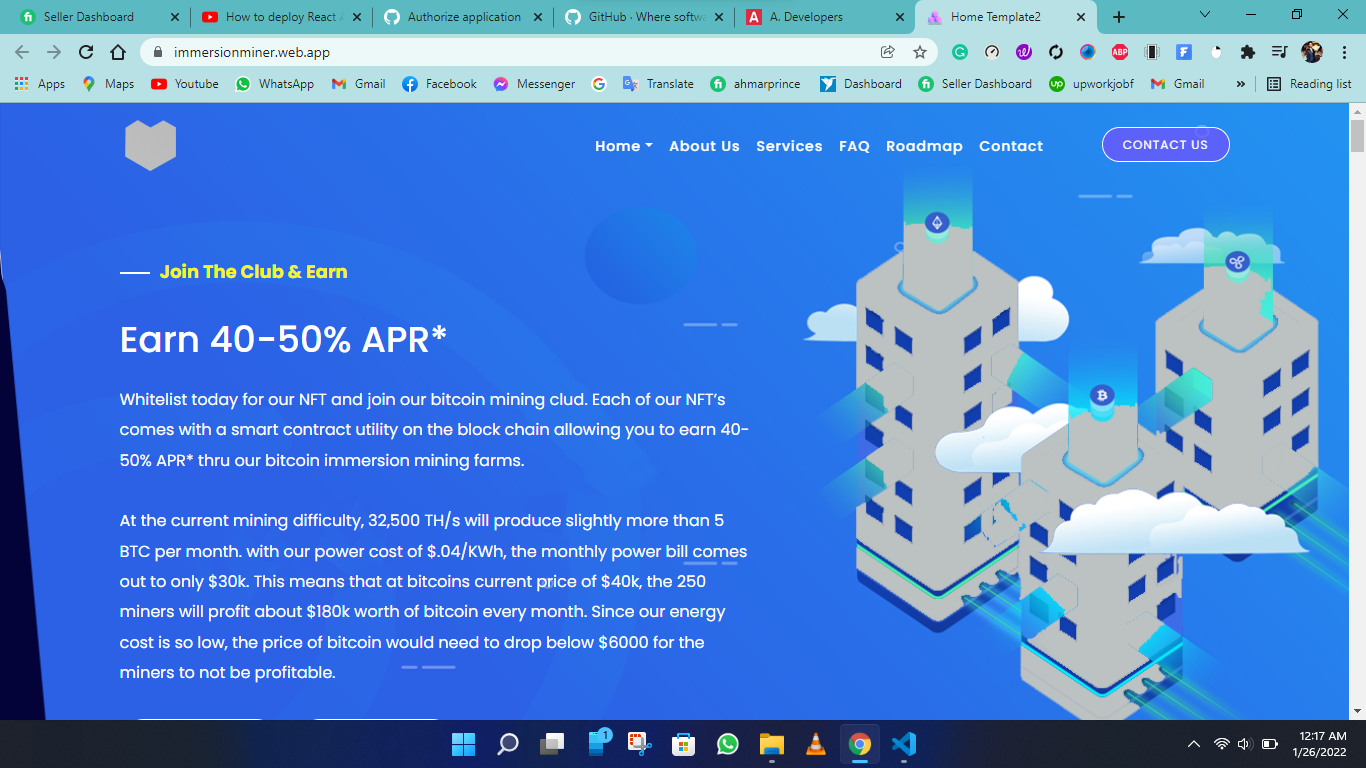 Seller Dashboard
How to deploy React A
Authorize application
GitHub · Where softwa
A. Developers
Home Template2
immersionminer.web.app
ABP
Apps
Maps
Youtube
WhatsApp
Gmail
Facebook
Messenger
Translate
ahmarprince
Dashboard
Seller Dashboard
upworkjobf
Gmail
»
Reading list
Home
About Us
Services
FAQ
Roadmap
Contact
CONTACT US
Join The Club & Earn
Earn 40-50% APR*
Whitelist today for our NFT and join our bitcoin mining clud. Each of our NFT's
comes with a smart contract utility on the block chain allowing you to earn 40-
50% APR* thru our bitcoin immersion mining farms.
At the current mining difficulty, 32,500 TH/s will produce slightly more than 5
BTC per month. with our power cost of $.04/KWh, the monthly power bill comes
out to only $30k. This means that at bitcoins current price of $40k, the 250
miners will profit about $180k worth of bitcoin every month. Since our energy
cost is so low, the price of bitcoin would need to drop below $6000 for the
miners to not be profitable.
1
12:17 AM
1/26/2022